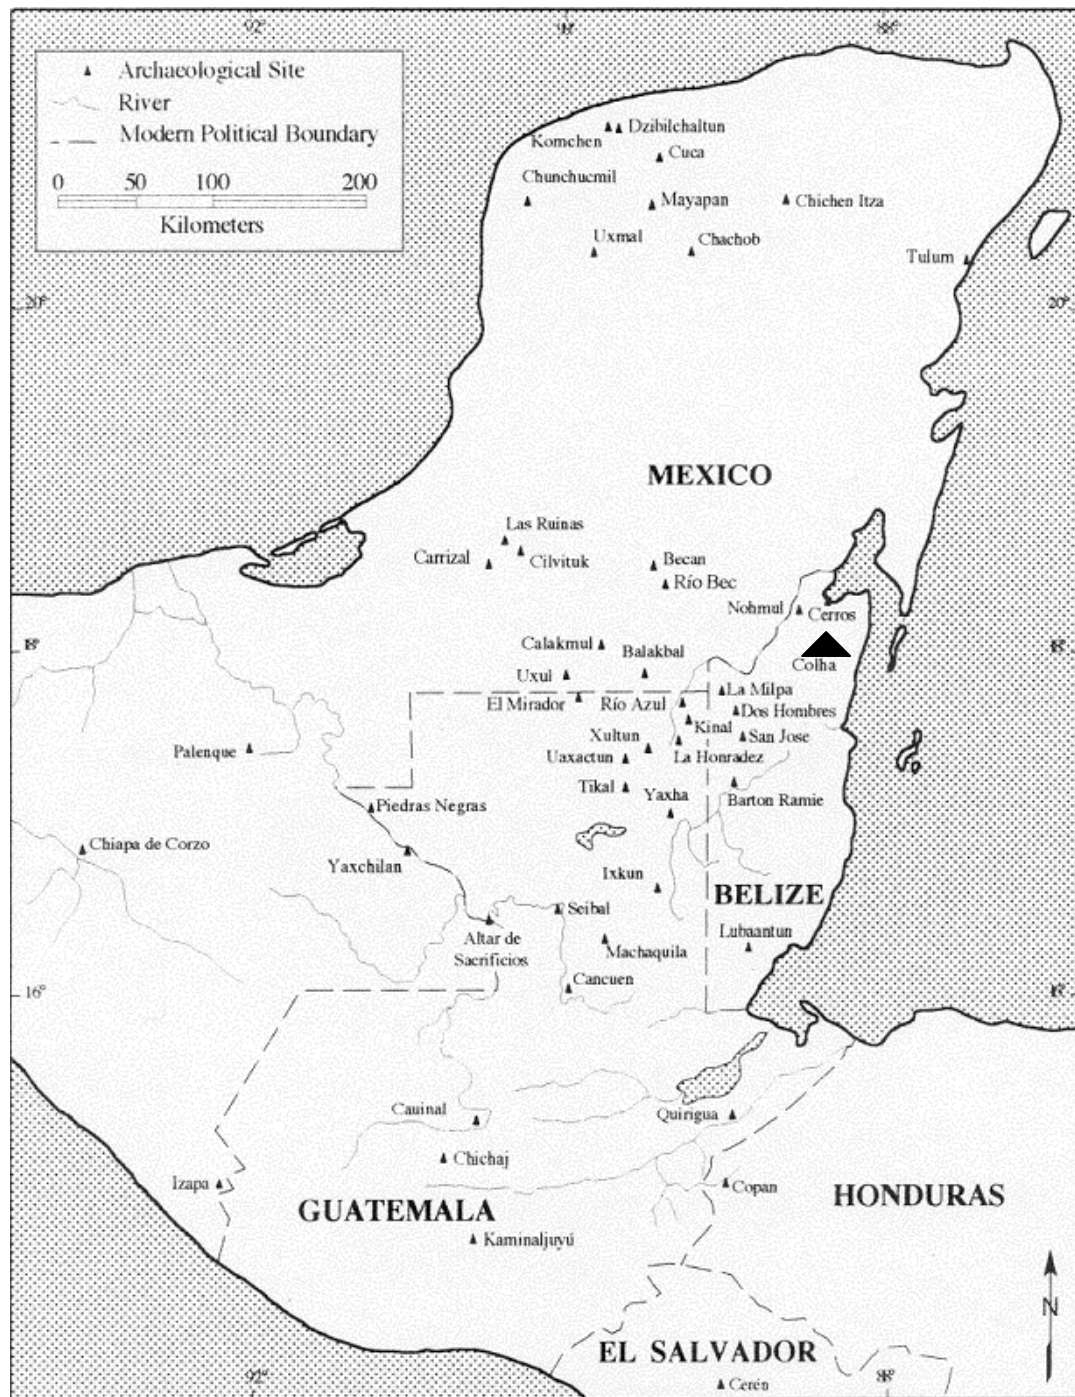 92°
90°
88°
Archaeological Site
River
Modern Political Boundary
0 50 100 200
Kilometers
Komchen
Dzibilchaltun
Cuca
Chunchucmil
Mayapan
Chichen Itza
Uxmal
Chachob
Tulum
20°
20°
MEXICO
Las Ruinas
Carrizal
Cilvituk
Becan
Río Bec
Nohmul
Cerros
18°
Calakmul
Balakbal
Colha
18°
Uxul
La Milpa
El Mirador
Río Azul
Dos Hombres
Kinal
Xultun
San Jose
Palenque
Uaxactun
La Honradez
Tikal
Yaxha
Barton Ramie
Piedras Negras
Chiapa de Corzo
Yaxchilan
Ixkun
BELIZE
Seibal
Lubaantun
Altar de
Sacrificios
Machaquila
Cancuen
16°
Cauinal
Quirigua
Chichaj
Izapa
Copan
HONDURAS
GUATEMALA
Kaminaljuyú
N
EL SALVADOR
92°
88°
Cerén